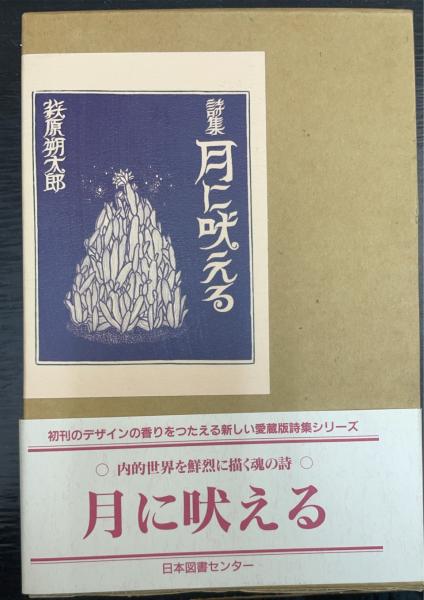 詩集
月に吠える
萩原朔太郎
初刊のデザインの香りをつたえる新しい愛蔵版詩集シリーズ
○ 内的世界を鮮烈に描く魂の詩 ○
月に吠える
日本図書センター